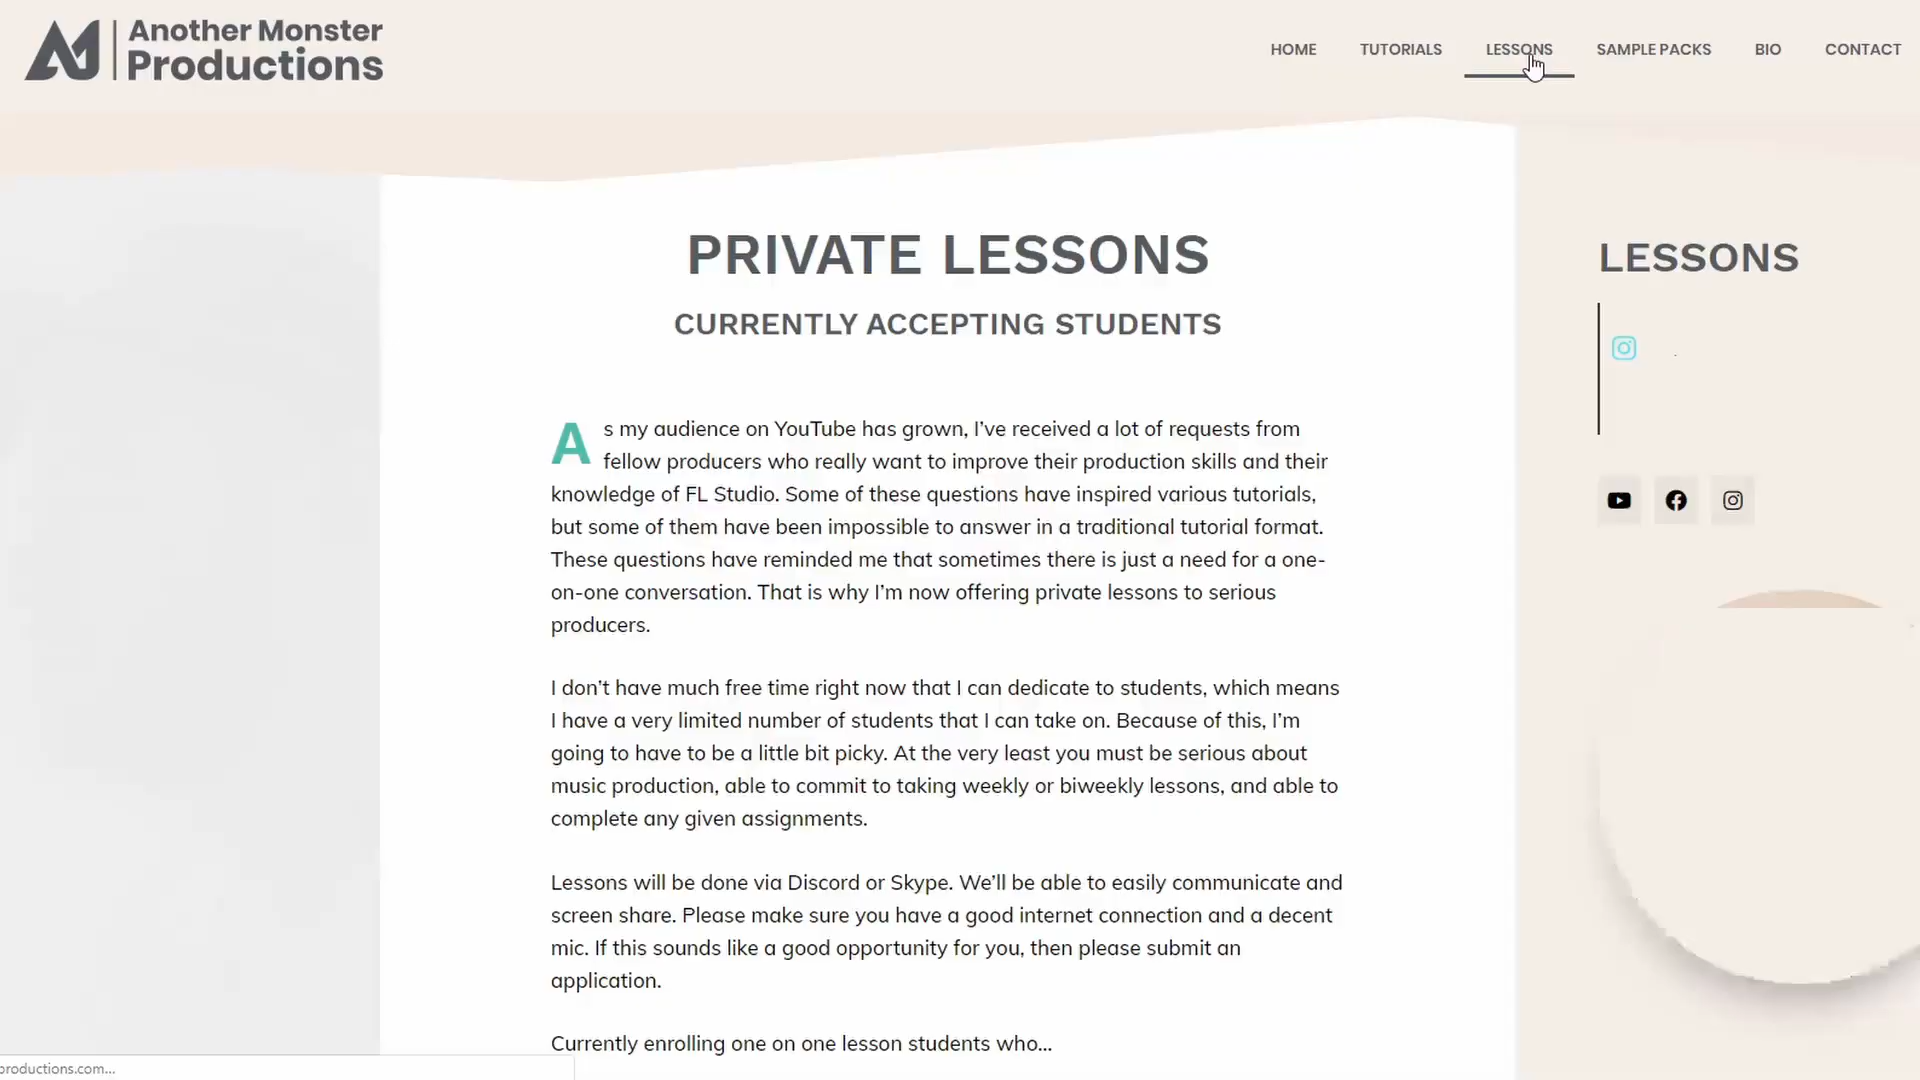 Another Monster
Productions
HOME TUTORIALS LESSONS SAMPLE PACKS BIO CONTACT
PRIVATE LESSONS
CURRENTLY ACCEPTING STUDENTS
As my audience on YouTube has grown, I’ve received a lot of requests from
fellow producers who really want to improve their production skills and their
knowledge of FL Studio. Some of these questions have inspired various tutorials,
but some of them have been impossible to answer in a traditional tutorial format.
These questions have reminded me that sometimes there is just a need for a one-
on-one conversation. That is why I’m now offering private lessons to serious
producers.
I don’t have much free time right now that I can dedicate to students, which means
I have a very limited number of students that I can take on. Because of this, I’m
going to have to be a little bit picky. At the very least you must be serious about
music production, able to commit to taking weekly or biweekly lessons, and able to
complete any given assignments.
Lessons will be done via Discord or Skype. We’ll be able to easily communicate and
screen share. Please make sure you have a good internet connection and a decent
mic. If this sounds like a good opportunity for you, then please submit an
application.
Currently enrolling one on one lesson students who...
LESSONS
productions.com...